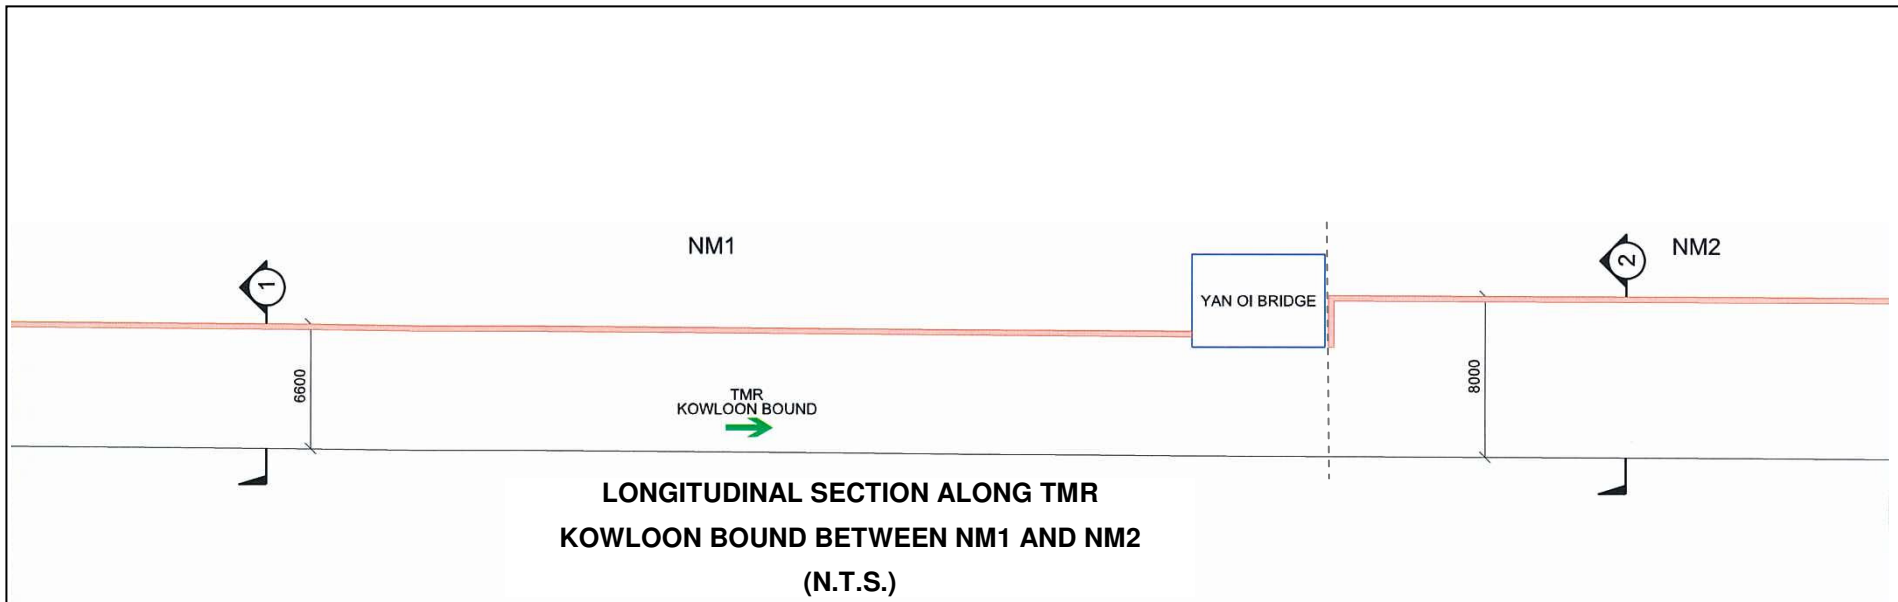 NM1
NM2
1
2
YAN OI BRIDGE
6600
8000
TMR
KOWLOON BOUND
LONGITUDINAL SECTION ALONG TMR
KOWLOON BOUND BETWEEN NM1 AND NM2
(N.T.S.)